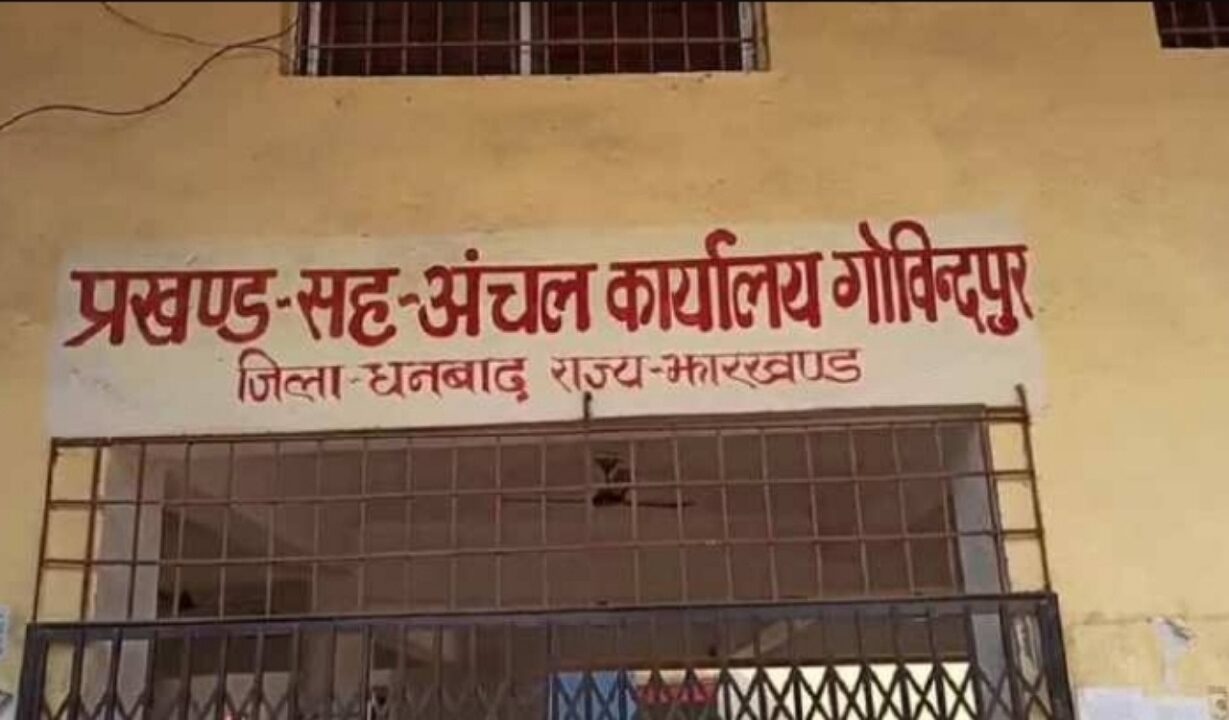 प्रखण्ड-सह-अंचल कार्यालय गोविन्दपुर
जिला-धनबाद राज्य-झारखण्ड